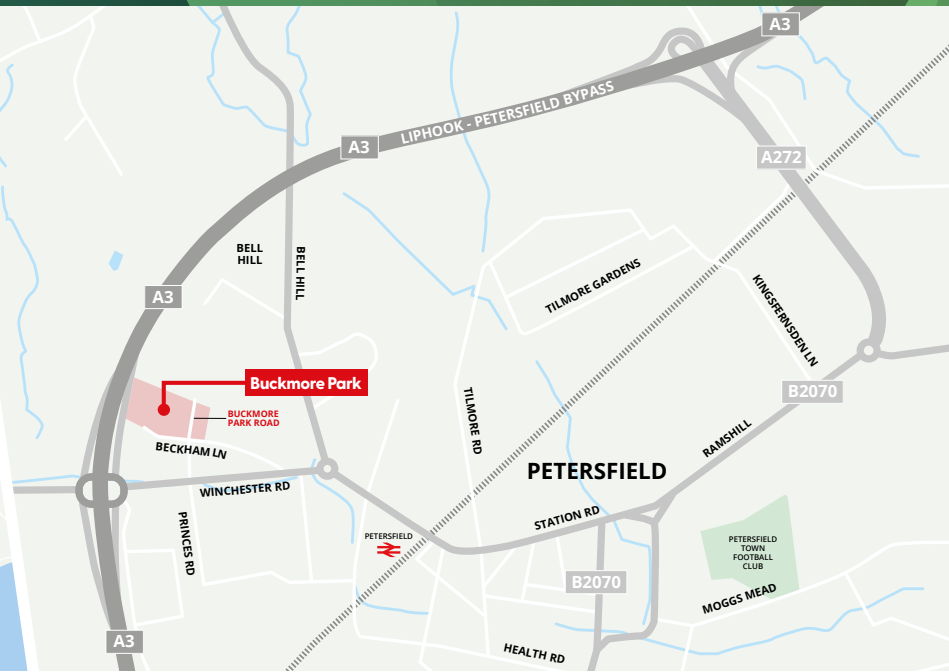 A3
LIPHOOK - PETERSFIELD BYPASS
A3
A272
BELL
HILL
BELL HILL
TILMORE GARDENS
A3
KINGSFERNSDEN LN
Buckmore Park
B2070
BUCKMORE
PARK ROAD
TILMORE RD
RAMSHILL
BECKHAM LN
PETERSFIELD
WINCHESTER RD
STATION RD
PRINCES RD
PETERSFIELD
PETERSFIELD
TOWN
FOOTBALL
CLUB
B2070
MOGGS MEAD
A3
HEALTH RD